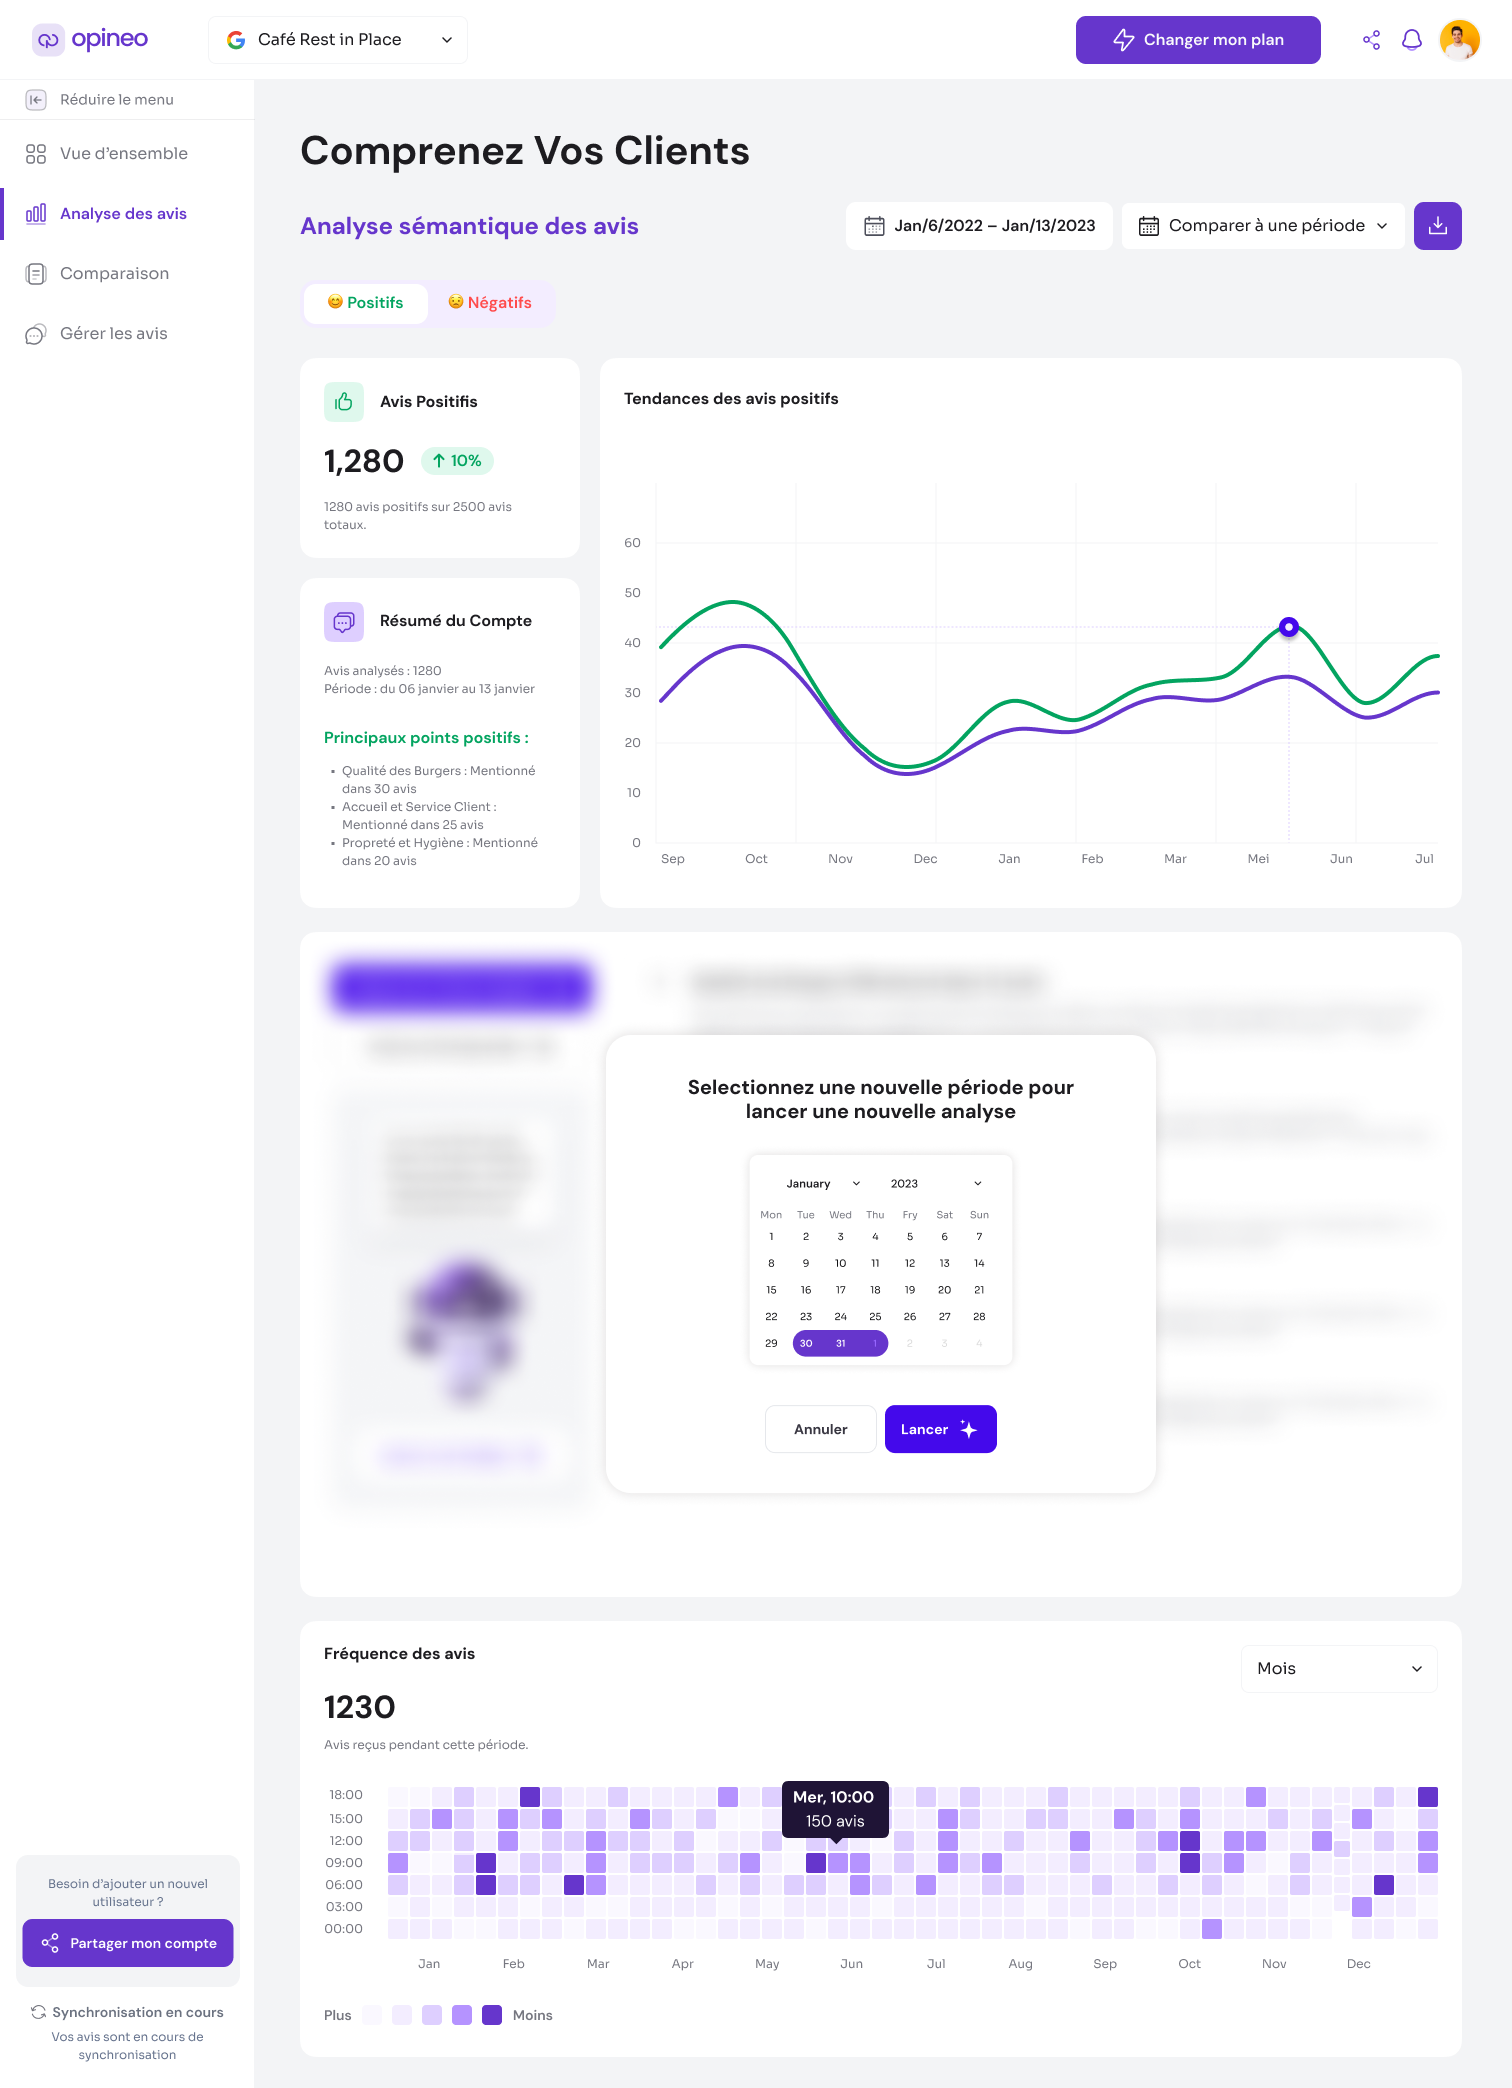 opineo
Café Rest in Place
Changer mon plan
Réduire le menu
Vue d'ensemble
Analyse des avis
Comparaison
Gérer les avis
Comprenez Vos Clients
Analyse sémantique des avis
Jan/6/2022 – Jan/13/2023
Comparer à une période
😊 Positifs
😟 Négatifs
Avis Positifis
1,280
↑ 10%
1280 avis positifs sur 2500 avis
totaux.
Résumé du Compte
Avis analysés : 1280
Période : du 06 janvier au 13 janvier
Principaux points positifs :
• Qualité des Burgers : Mentionné
dans 30 avis
• Accueil et Service Client :
Mentionné dans 25 avis
• Propreté et Hygiène : Mentionné
dans 20 avis
Tendances des avis positifs
60
50
40
30
20
10
0
Sep Oct Nov Dec Jan Feb Mar Mei Jun Jul
Selectionnez une nouvelle période pour
lancer une nouvelle analyse
January 2023
Mon Tue Wed Thu Fry Sat Sun
1 2 3 4 5 6 7
8 9 10 11 12 13 14
15 16 17 18 19 20 21
22 23 24 25 26 27 28
29 30 31 1 2 3 4
Annuler
Lancer
Fréquence des avis
Mois
1230
Avis reçus pendant cette période.
18:00
15:00
12:00
09:00
06:00
03:00
00:00
Mer, 10:00
150 avis
Jan Feb Mar Apr May Jun Jul Aug Sep Oct Nov Dec
Plus
Moins
Besoin d'ajouter un nouvel
utilisateur ?
Partager mon compte
Synchronisation en cours
Vos avis sont en cours de
synchronisation